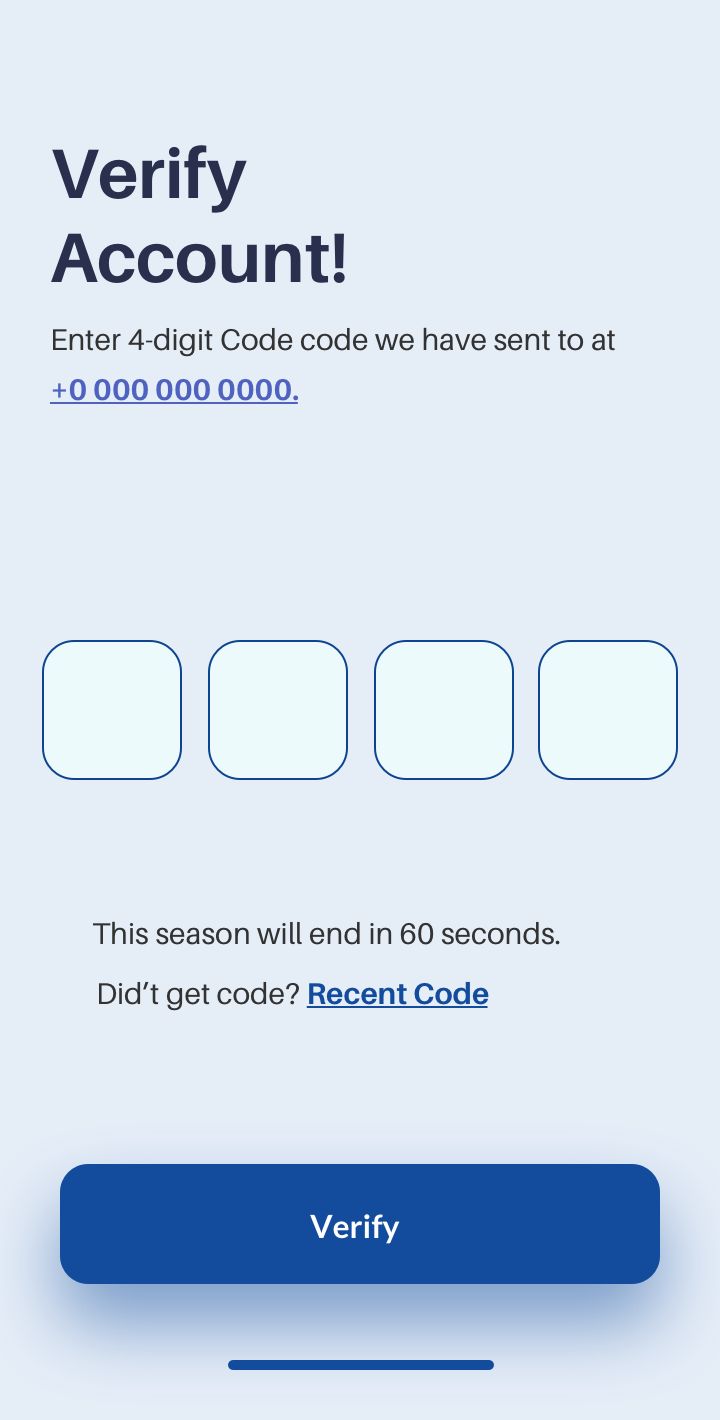 Verify
Account!
Enter 4-digit Code code we have sent to at
+0 000 000 0000.
This season will end in 60 seconds.
Did’t get code? Recent Code
Verify